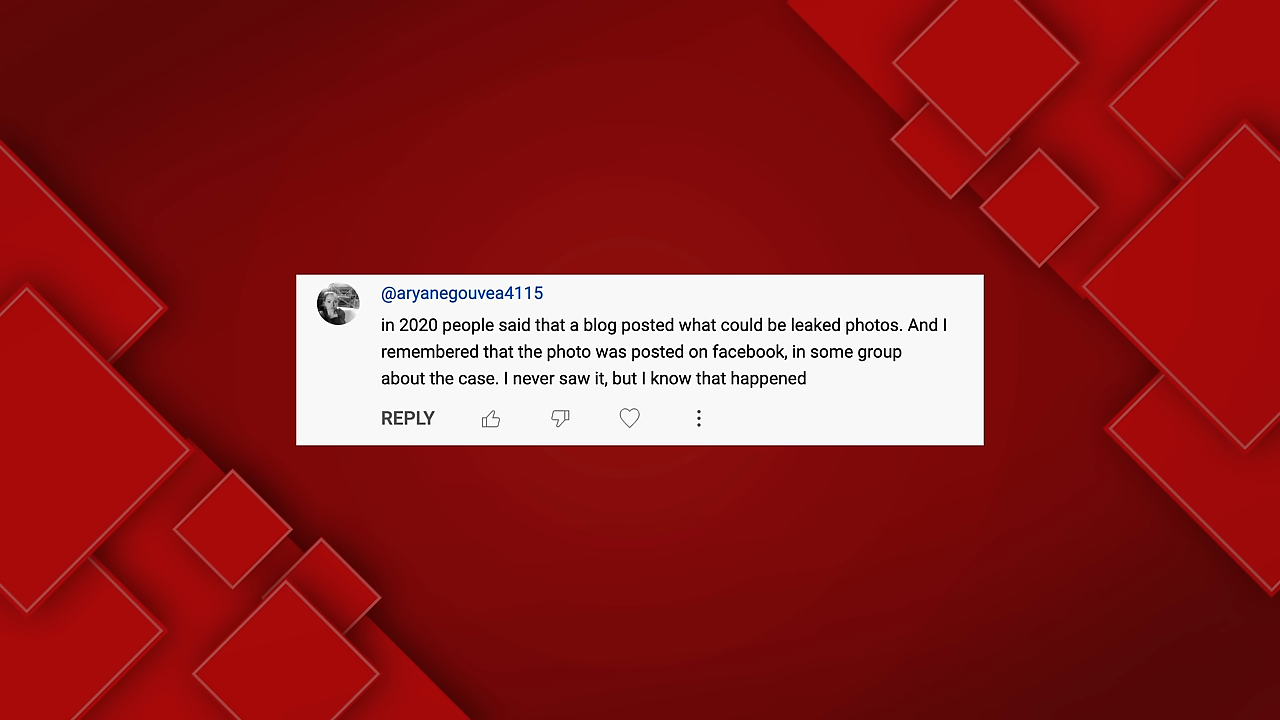 @aryanegouvea4115
in 2020 people said that a blog posted what could be leaked photos. And I
remembered that the photo was posted on facebook, in some group
about the case. I never saw it, but I know that happened
REPLY